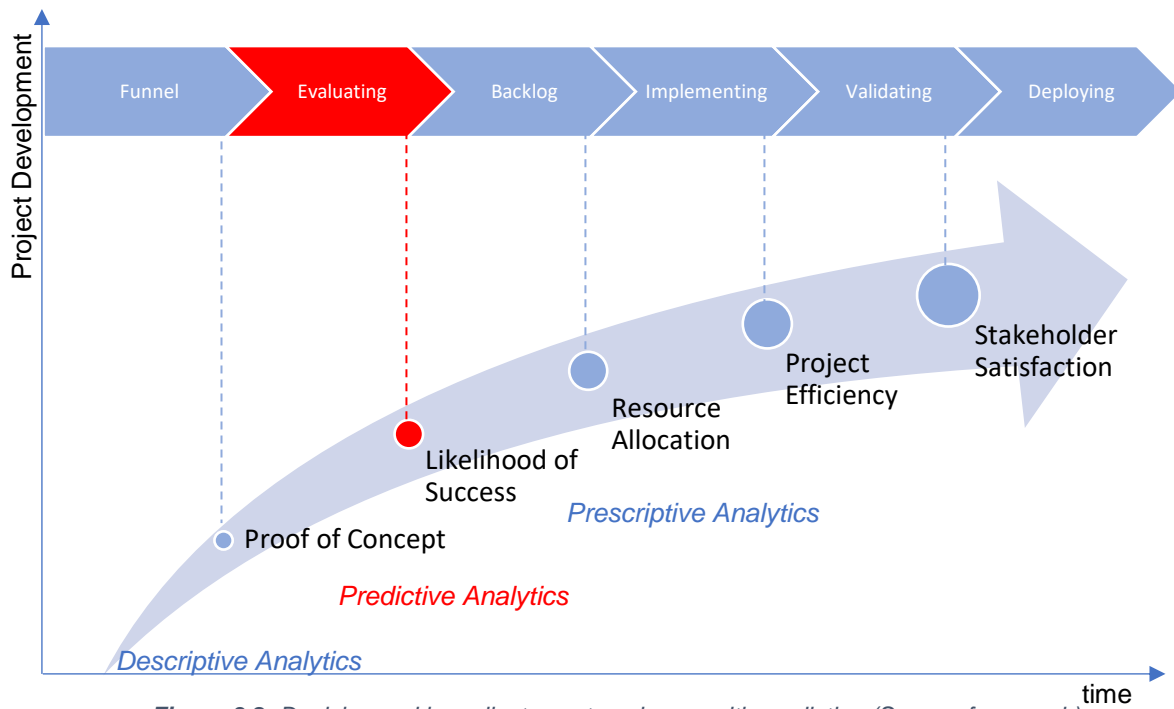 Project Development
Funnel
Evaluating
Backlog
Implementing
Validating
Deploying
Stakeholder
Satisfaction
Project
Efficiency
Resource
Allocation
Likelihood of
Success
Prescriptive Analytics
Proof of Concept
Predictive Analytics
Descriptive Analytics
time